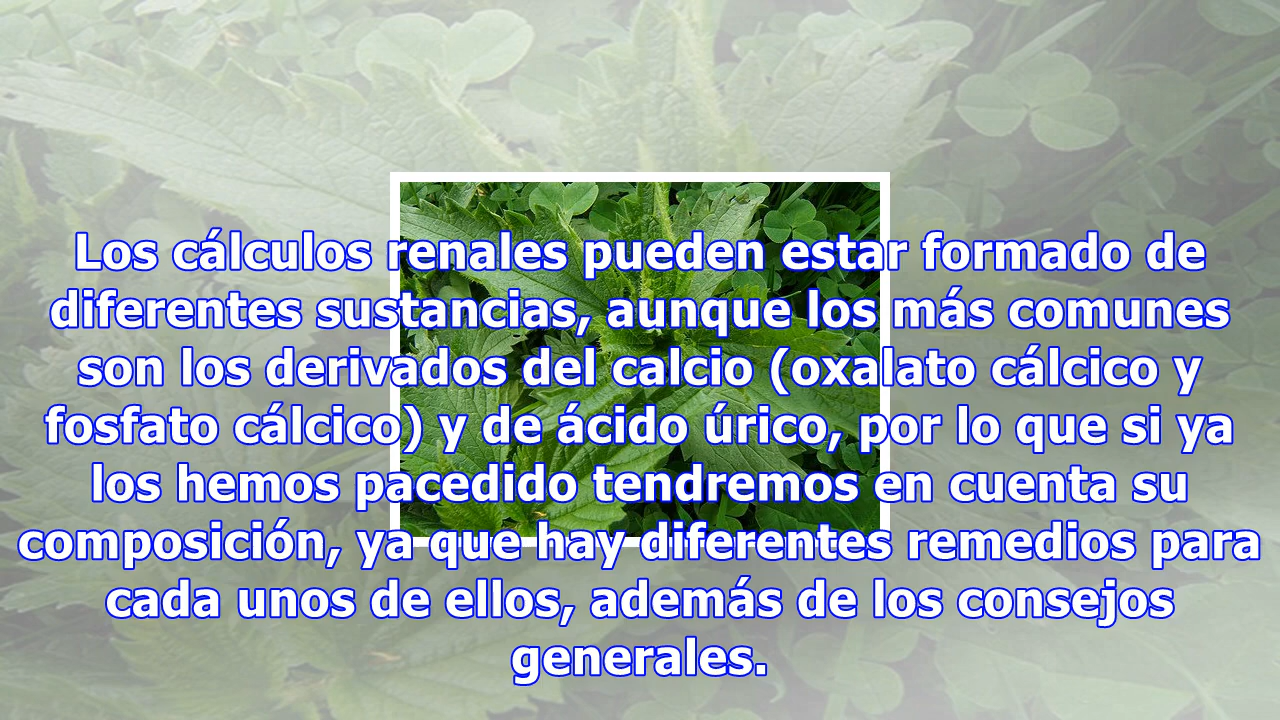 Los cálculos renales pueden estar formado de
diferentes sustancias, aunque los más comunes
son los derivados del calcio (oxalato cálcico y
fosfato cálcico) y de ácido úrico, por lo que si ya
los hemos pacedido tendremos en cuenta su
composición, ya que hay diferentes remedios para
cada unos de ellos, además de los consejos
generales.